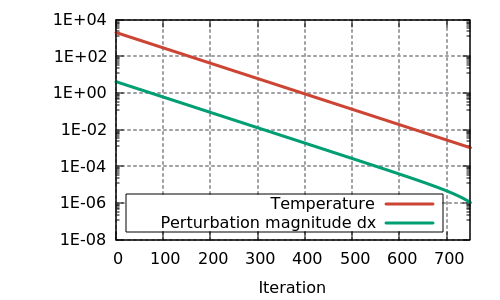 1E+04
1E+02
1E+00
1E-02
1E-04
1E-06
1E-08
Temperature
Perturbation magnitude dx
0 100 200 300 400 500 600 700
Iteration